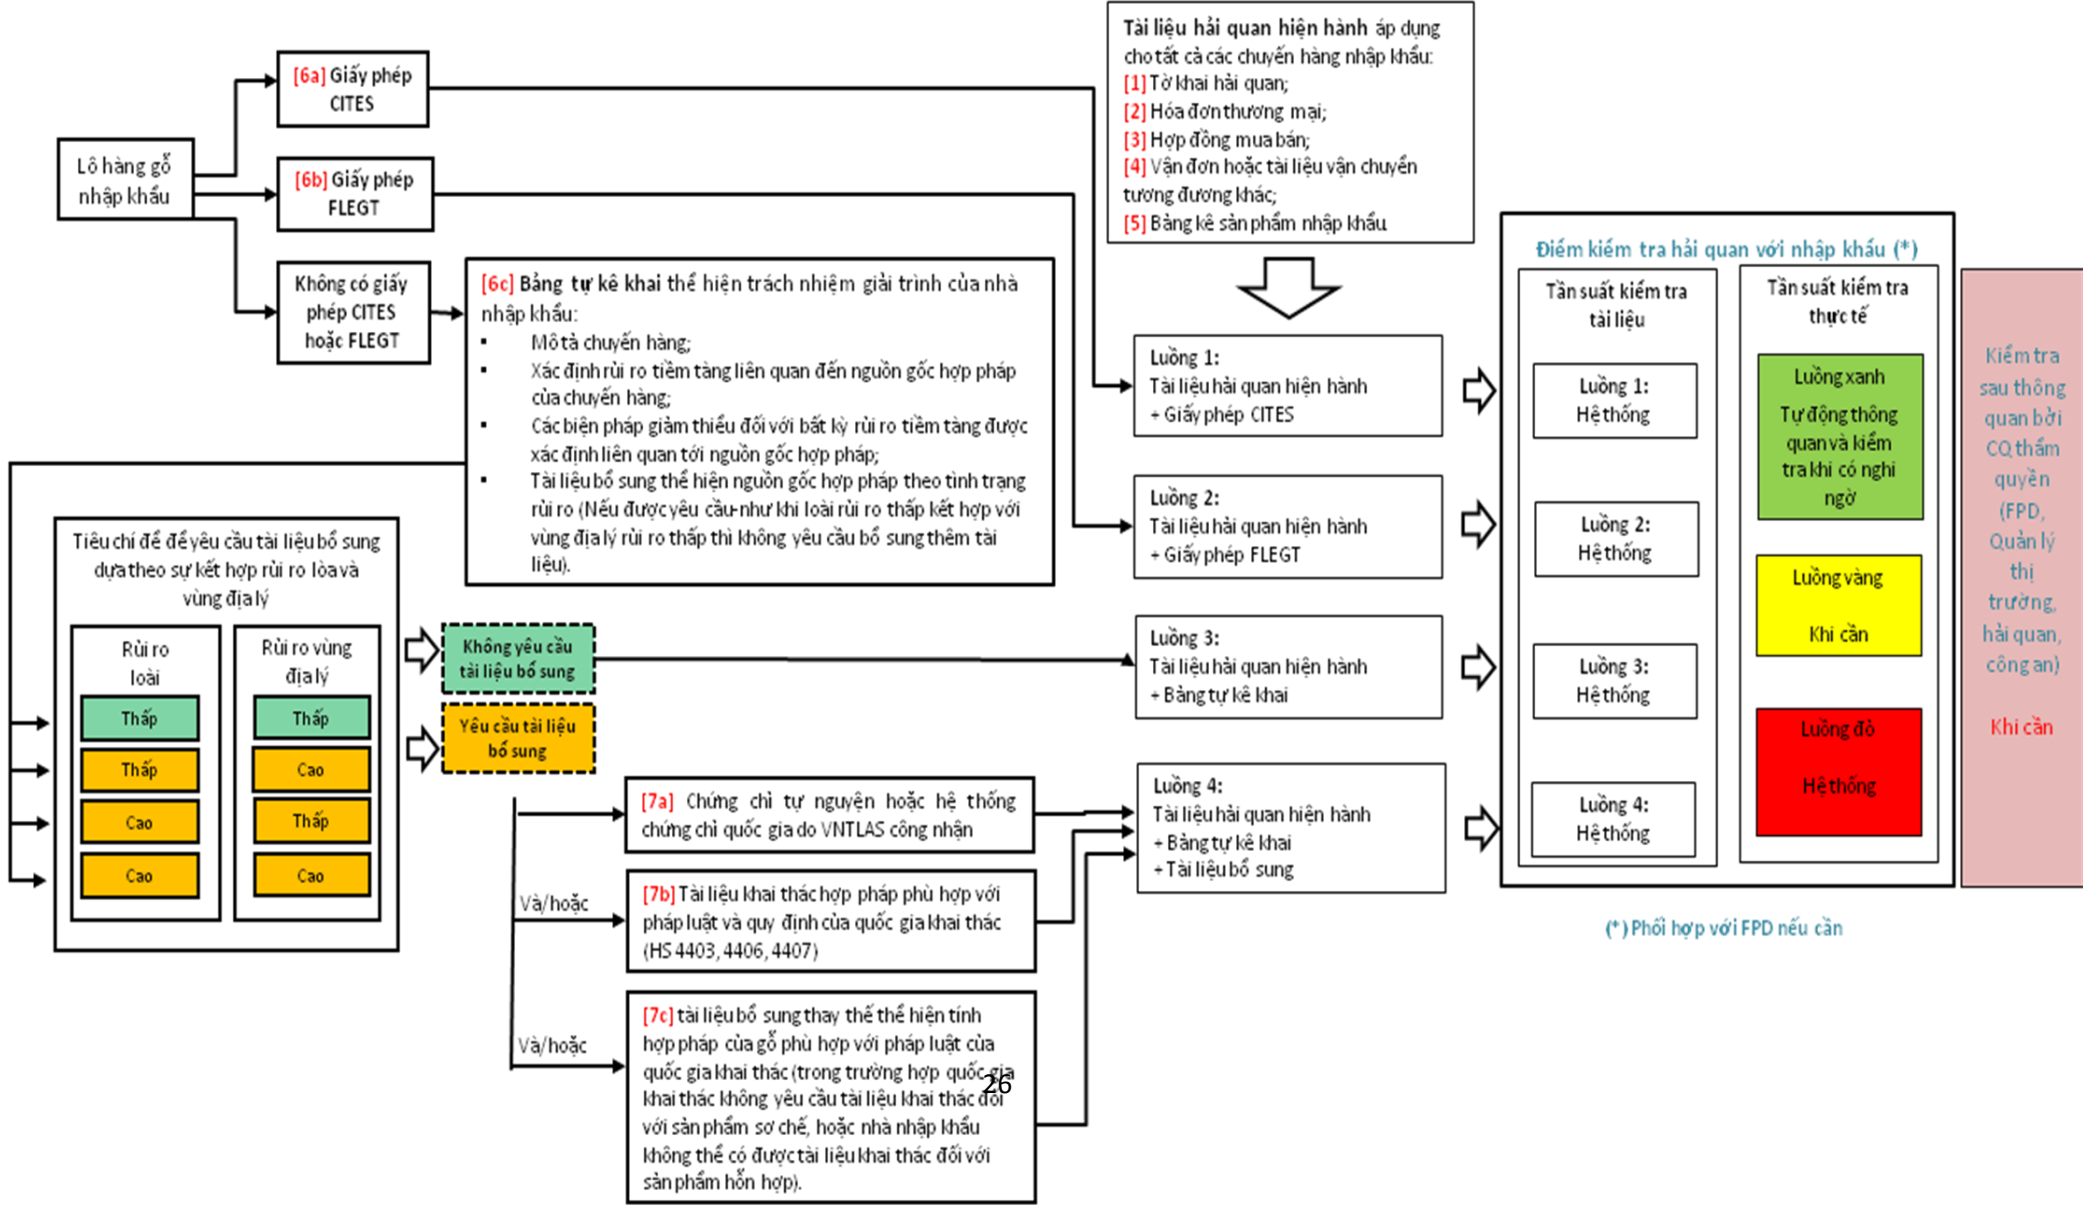 Lô hàng gỗ
nhập khẩu
[6a] Giấy phép
CITES
[6b] Giấy phép
FLEGT
Không có giấy
phép CITES
hoặc FLEGT
[6c] Bảng tự kê khai thể hiện trách nhiệm giải trình của nhà
nhập khẩu:
▪ Mô tả chuyến hàng;
▪ Xác định rủi ro tiềm tàng liên quan đến nguồn gốc hợp pháp
của chuyến hàng;
▪ Các biện pháp giảm thiểu đối với bất kỳ rủi ro tiềm tàng được
xác định liên quan tới nguồn gốc hợp pháp;
▪ Tài liệu bổ sung thể hiện nguồn gốc hợp pháp theo tình trạng
rủi ro (Nếu được yêu cầu-như khi loài rủi ro thấp kết hợp với
vùng địa lý rủi ro thấp thì không yêu cầu bổ sung thêm tài
liệu).
Tài liệu hải quan hiện hành áp dụng
cho tất cả các chuyến hàng nhập khẩu:
[1] Tờ khai hải quan;
[2] Hóa đơn thương mại;
[3] Hợp đồng mua bán;
[4] Vận đơn hoặc tài liệu vận chuyển
tương đương khác;
[5] Bảng kê sản phẩm nhập khẩu.
Tiêu chí để để yêu cầu tài liệu bổ sung
dựa theo sự kết hợp rủi ro lòa và
vùng địa lý
Rủi ro
loài
Thấp
Thấp
Cao
Cao
Rủi ro vùng
địa lý
Thấp
Cao
Thấp
Cao
Không yêu cầu
tài liệu bổ sung
Yêu cầu tài liệu
bổ sung
[7a] Chứng chỉ tự nguyện hoặc hệ thống
chứng chỉ quốc gia do VNTLAS công nhận
Và/hoặc
[7b] Tài liệu khai thác hợp pháp phù hợp với
pháp luật và quy định của quốc gia khai thác
(HS 4403, 4406, 4407)
Và/hoặc
[7c] tài liệu bổ sung thay thế thể hiện tính
hợp pháp của gỗ phù hợp với pháp luật của
quốc gia khai thác (trong trường hợp quốc gia
khai thác không yêu cầu tài liệu khai thác đối
với sản phẩm sơ chế, hoặc nhà nhập khẩu
không thể có được tài liệu khai thác đối với
sản phẩm hỗn hợp).
26
Luồng 1:
Tài liệu hải quan hiện hành
+ Giấy phép CITES
Luồng 2:
Tài liệu hải quan hiện hành
+ Giấy phép FLEGT
Luồng 3:
Tài liệu hải quan hiện hành
+ Bảng tự kê khai
Luồng 4:
Tài liệu hải quan hiện hành
+ Bảng tự kê khai
+ Tài liệu bổ sung
Điểm kiểm tra hải quan với nhập khẩu (*)
Tần suất kiểm tra
tài liệu
Luồng 1:
Hệ thống
Luồng 2:
Hệ thống
Luồng 3:
Hệ thống
Luồng 4:
Hệ thống
Tần suất kiểm tra
thực tế
Luồng xanh
Tự động thông
quan và kiểm
tra khi có nghi
ngờ
Luồng vàng
Khi cần
Luồng đỏ
Hệ thống
(*) Phối hợp với FPD nếu cần
Kiểm tra
sau thông
quan bởi
CQ thẩm
quyền
(FPD,
Quản lý
thị
trường,
hải quan,
công an)
Khi cần